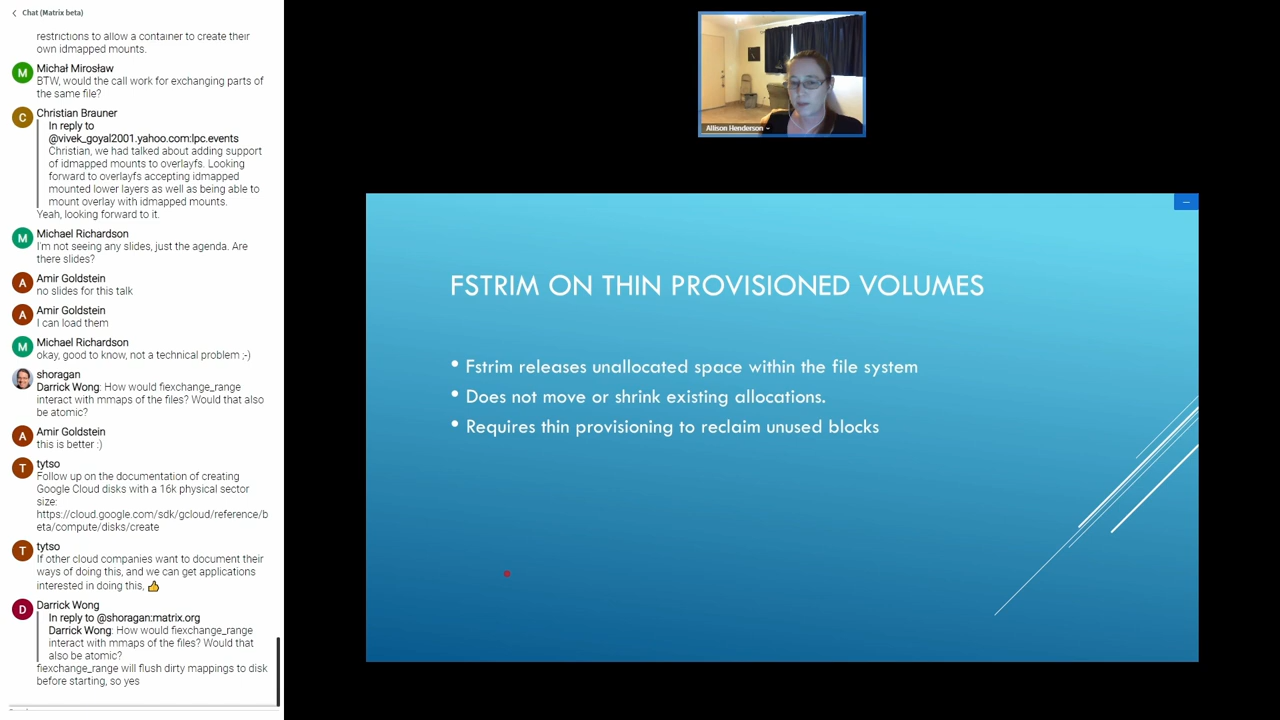 Chat (Matrix beta)
restrictions to allow a container to create their
own idmapped mounts.
M
Michał Mirosław
BTW, would the call work for exchanging parts of
the same file?
C
Christian Brauner
In reply to
@vivek_goyal2001.yahoo.com:lpc.events
Christian, we had talked about adding support
of idmapped mounts to overlayfs. Looking
forward to overlayfs accepting idmapped
mounted lower layers as well as being able to
mount overlay with idmapped mounts.
Yeah, looking forward to it.
M
Michael Richardson
I'm not seeing any slides, just the agenda. Are
there slides?
A
Amir Goldstein
no slides for this talk
A
Amir Goldstein
I can load them
M
Michael Richardson
okay, good to know, not a technical problem ;-)
shoragan
Darrick Wong: How would fiexchange_range
interact with mmaps of the files? Would that also
be atomic?
A
Amir Goldstein
this is better :)
T
tytso
Follow up on the documentation of creating
Google Cloud disks with a 16k physical sector
size:
https://cloud.google.com/sdk/gcloud/reference/b
eta/compute/disks/create
T
tytso
If other cloud companies want to document their
ways of doing this, and we can get applications
interested in doing this, 👍
D
Darrick Wong
In reply to @shoragan:matrix.org
Darrick Wong: How would fiexchange_range
interact with mmaps of the files? Would that
also be atomic?
fiexchange_range will flush dirty mappings to disk
before starting, so yes
Allison Henderson
FSTRIM ON THIN PROVISIONED VOLUMES
• Fstrim releases unallocated space within the file system
• Does not move or shrink existing allocations.
• Requires thin provisioning to reclaim unused blocks